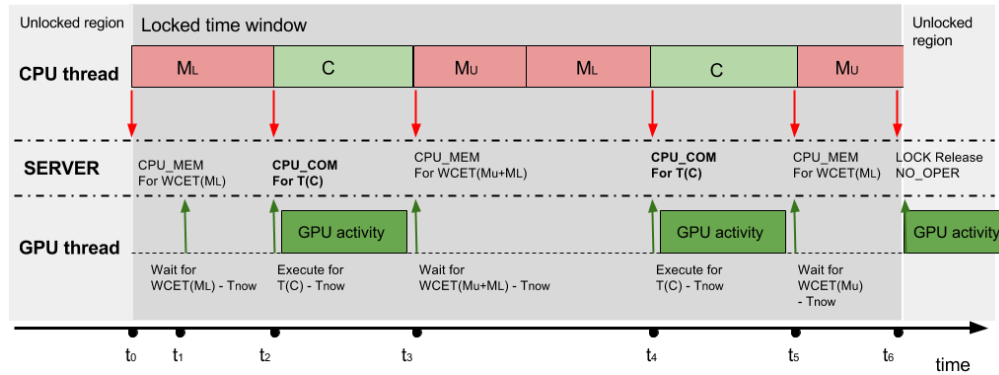 Unlocked region
Locked time window
Unlocked
region
CPU thread
ML
C
MU
ML
C
MU
SERVER
CPU_MEM
For WCET(ML)
CPU_COM
For T(C)
CPU_MEM
For WCET(MU+ML)
CPU_COM
For T(C)
CPU_MEM
For WCET(ML)
LOCK Release
NO_OPER
GPU thread
GPU activity
GPU activity
GPU activity
Wait for
WCET(ML) - Tnow
Execute for
T(C) - Tnow
Wait for
WCET(MU+ML) - Tnow
Execute for
T(C) - Tnow
Wait for
WCET(MU)
- Tnow
t0
t1
t2
t3
t4
t5
t6
time